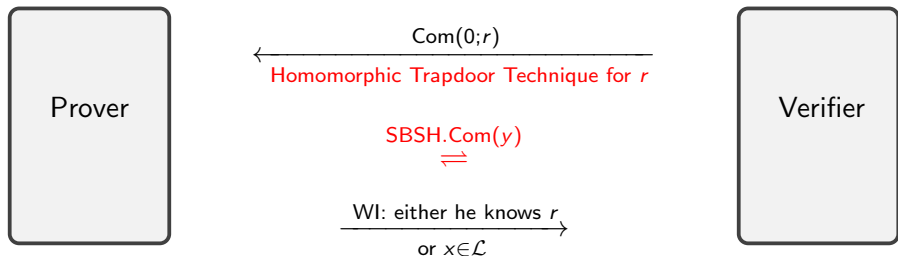 Com(0;r)
Homomorphic Trapdoor Technique for r
Prover
Verifier
SBSH.Com(y)
⇌
WI: either he knows r
or x∈ℒ